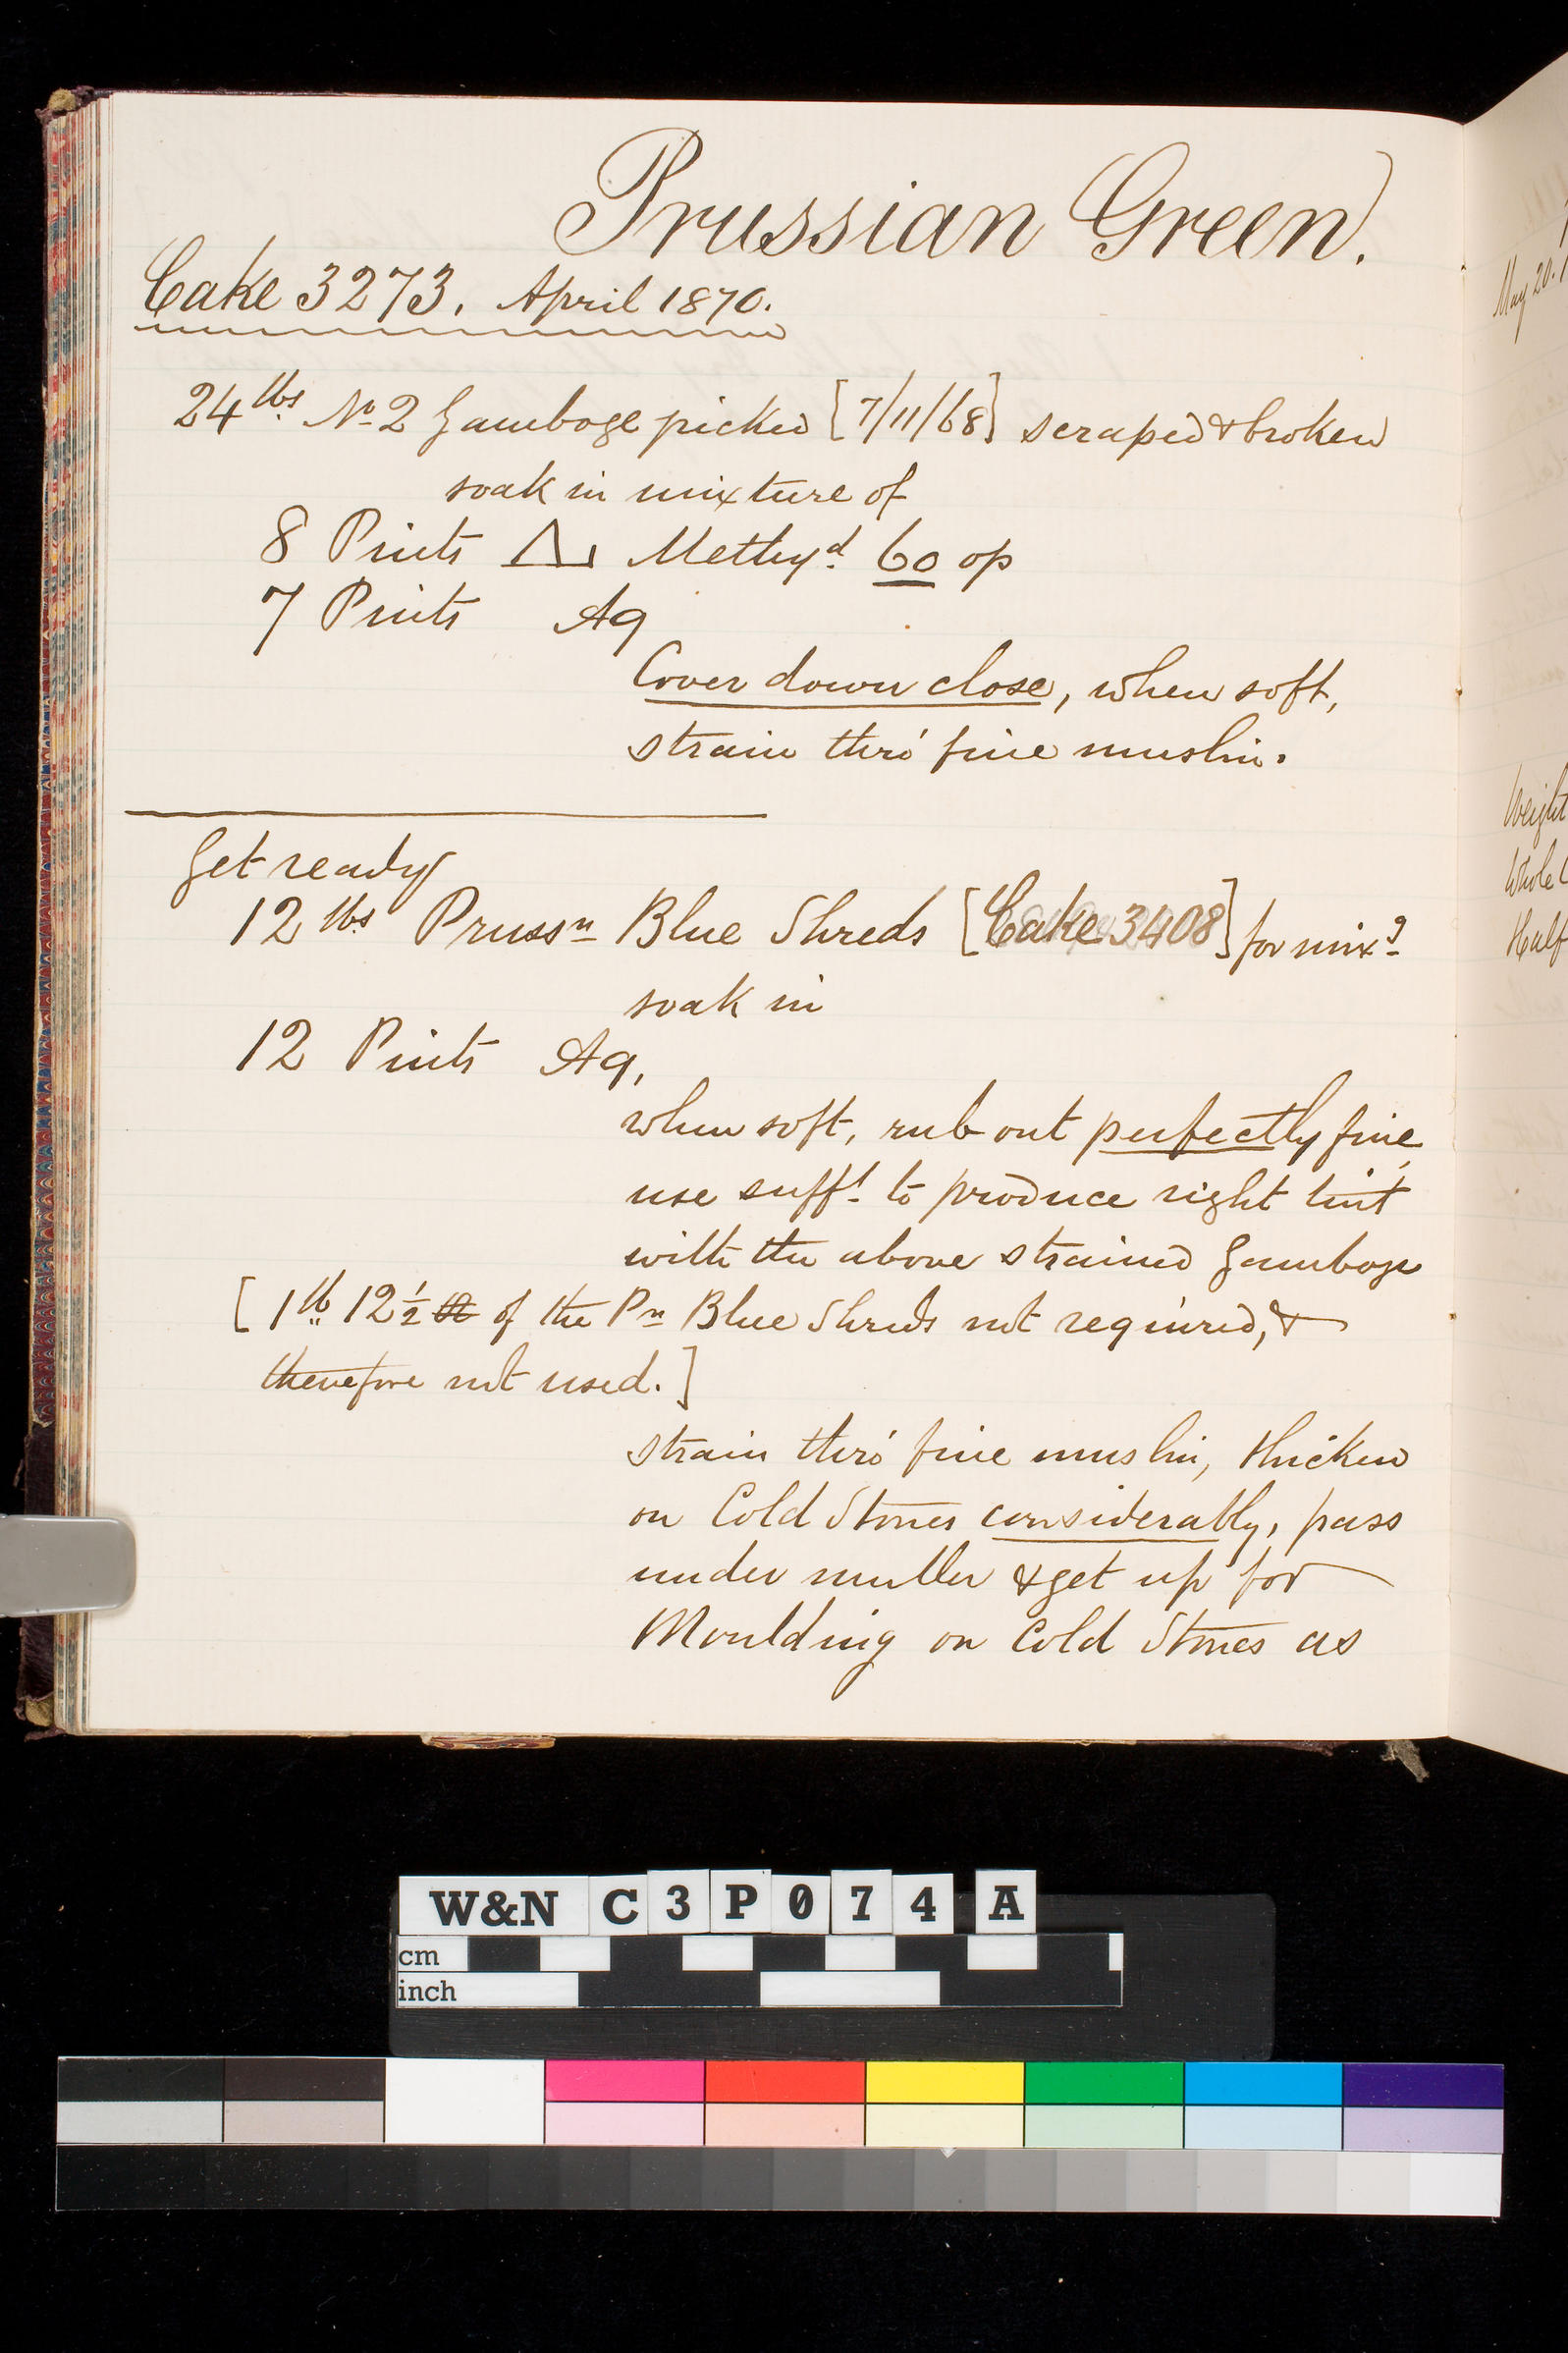 Prussian Green.
Cake 3273. April 1870.
24 lbs No 2 Gamboge picked [7/11/68] scraped & broken
soak in mixture of
8 Pints Methyd. 60 op
7 Pints Aq
Cover down close, when soft,
strain thro' fine muslin.
Get ready
12 lbs Prussn Blue Shreds [Cake 3408] for mixg
soak in
12 Pints Aq,
when soft, rub out perfectly fine,
use sufft. to produce right tint
with the above strained Gamboge
[1 lb 12½ of the Pn Blue Shreds not required, &
therefore not used.]
strain thro' fine muslin, thicken
on Cold Stones considerably, pass
under muller & get up for
Moulding on Cold Stones as
May 20.
Weight
Whole C
Half
W&N C3P074 A
cm
inch